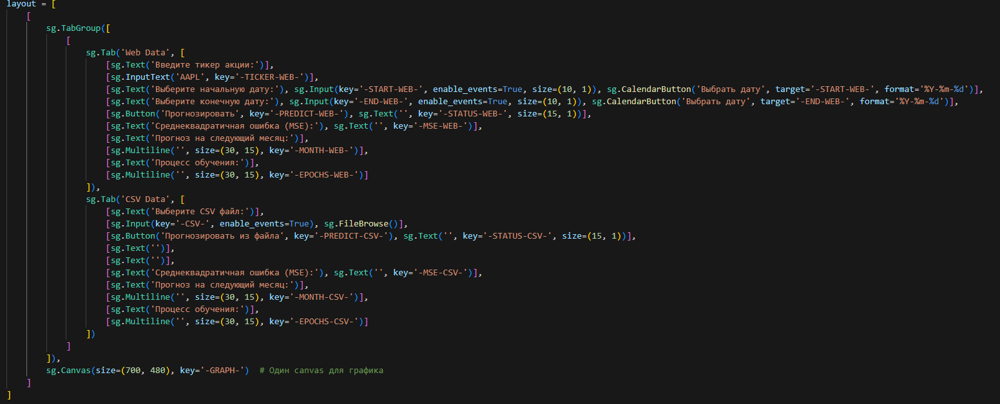 layout = [
    [
        sg.TabGroup([
            [
                sg.Tab('Web Data', [
                    [sg.Text('Введите тикер акции:')],
                    [sg.InputText('AAPL', key='-TICKER-WEB-')],
                    [sg.Text('Выберите начальную дату:'), sg.Input(key='-START-WEB-', enable_events=True, size=(10, 1)), sg.CalendarButton('Выбрать дату', target='-START-WEB-', format='%Y-%m-%d')],
                    [sg.Text('Выберите конечную дату:'), sg.Input(key='-END-WEB-', enable_events=True, size=(10, 1)), sg.CalendarButton('Выбрать дату', target='-END-WEB-', format='%Y-%m-%d')],
                    [sg.Button('Прогнозировать', key='-PREDICT-WEB-'), sg.Text('', key='-STATUS-WEB-', size=(15, 1))],
                    [sg.Text('Среднеквадратичная ошибка (MSE):'), sg.Text('', key='-MSE-WEB-')],
                    [sg.Text('Прогноз на следующий месяц:')],
                    [sg.Multiline('', size=(30, 15), key='-MONTH-WEB-')],
                    [sg.Text('Процесс обучения:')],
                    [sg.Multiline('', size=(30, 15), key='-EPOCHS-WEB-')]
                ]),
                sg.Tab('CSV Data', [
                    [sg.Text('Выберите CSV файл:')],
                    [sg.Input(key='-CSV-', enable_events=True), sg.FileBrowse()],
                    [sg.Button('Прогнозировать из файла', key='-PREDICT-CSV-'), sg.Text('', key='-STATUS-CSV-', size=(15, 1))],
                    [sg.Text('')],
                    [sg.Text('')],
                    [sg.Text('Среднеквадратичная ошибка (MSE):'), sg.Text('', key='-MSE-CSV-')],
                    [sg.Text('Прогноз на следующий месяц:')],
                    [sg.Multiline('', size=(30, 15), key='-MONTH-CSV-')],
                    [sg.Text('Процесс обучения:')],
                    [sg.Multiline('', size=(30, 15), key='-EPOCHS-CSV-')]
                ])
            ]
        ]),
        sg.Canvas(size=(700, 480), key='-GRAPH-')  # Один canvas для графика
    ]
]